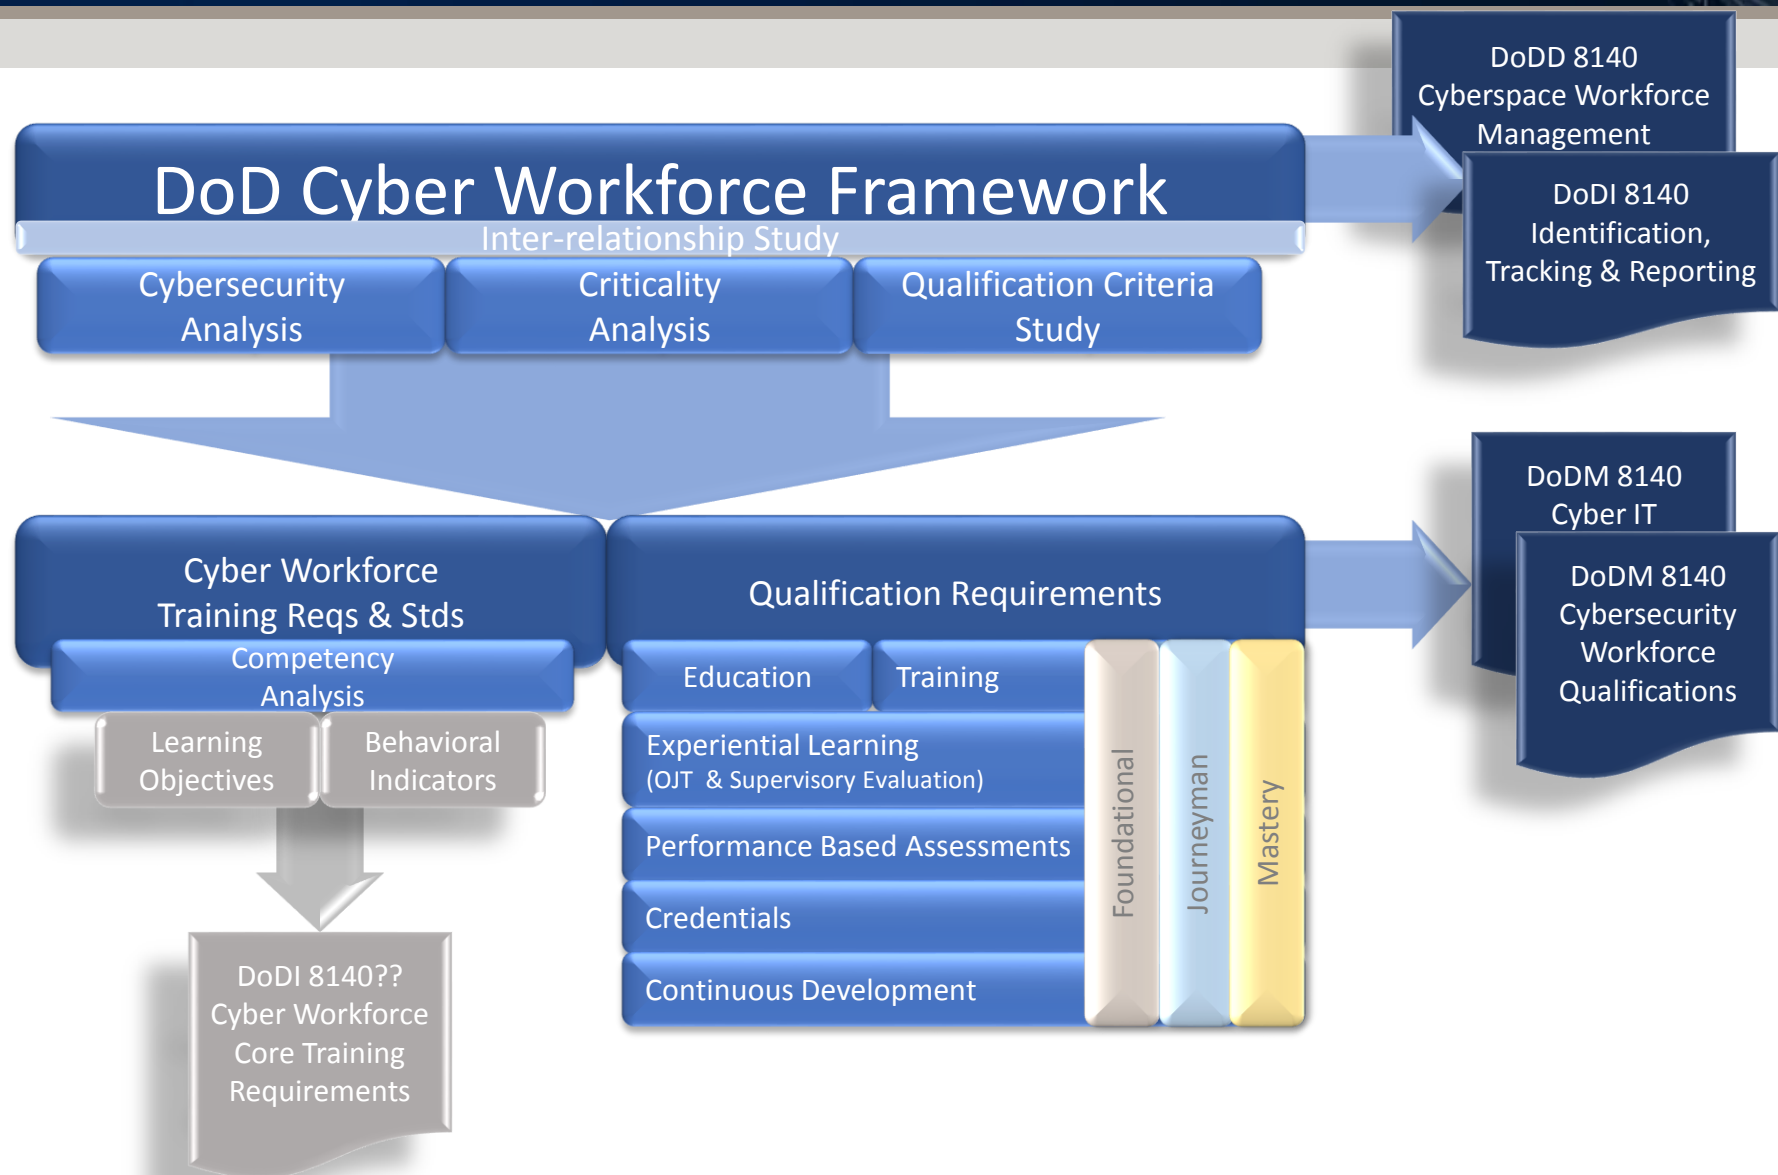 DoDD 8140
Cyberspace Workforce
Management
DoD Cyber Workforce Framework
Inter-relationship Study
DoDI 8140
Identification,
Tracking & Reporting
Cybersecurity
Analysis
Criticality
Analysis
Qualification Criteria
Study
DoDM 8140
Cyber IT
DoDM 8140
Cybersecurity
Workforce
Qualifications
Cyber Workforce
Training Reqs & Stds
Competency
Analysis
Learning
Objectives
Behavioral
Indicators
DoDI 8140??
Cyber Workforce
Core Training
Requirements
Qualification Requirements
Education
Training
Experiential Learning
(OJT & Supervisory Evaluation)
Performance Based Assessments
Credentials
Continuous Development
Foundational
Journeyman
Mastery